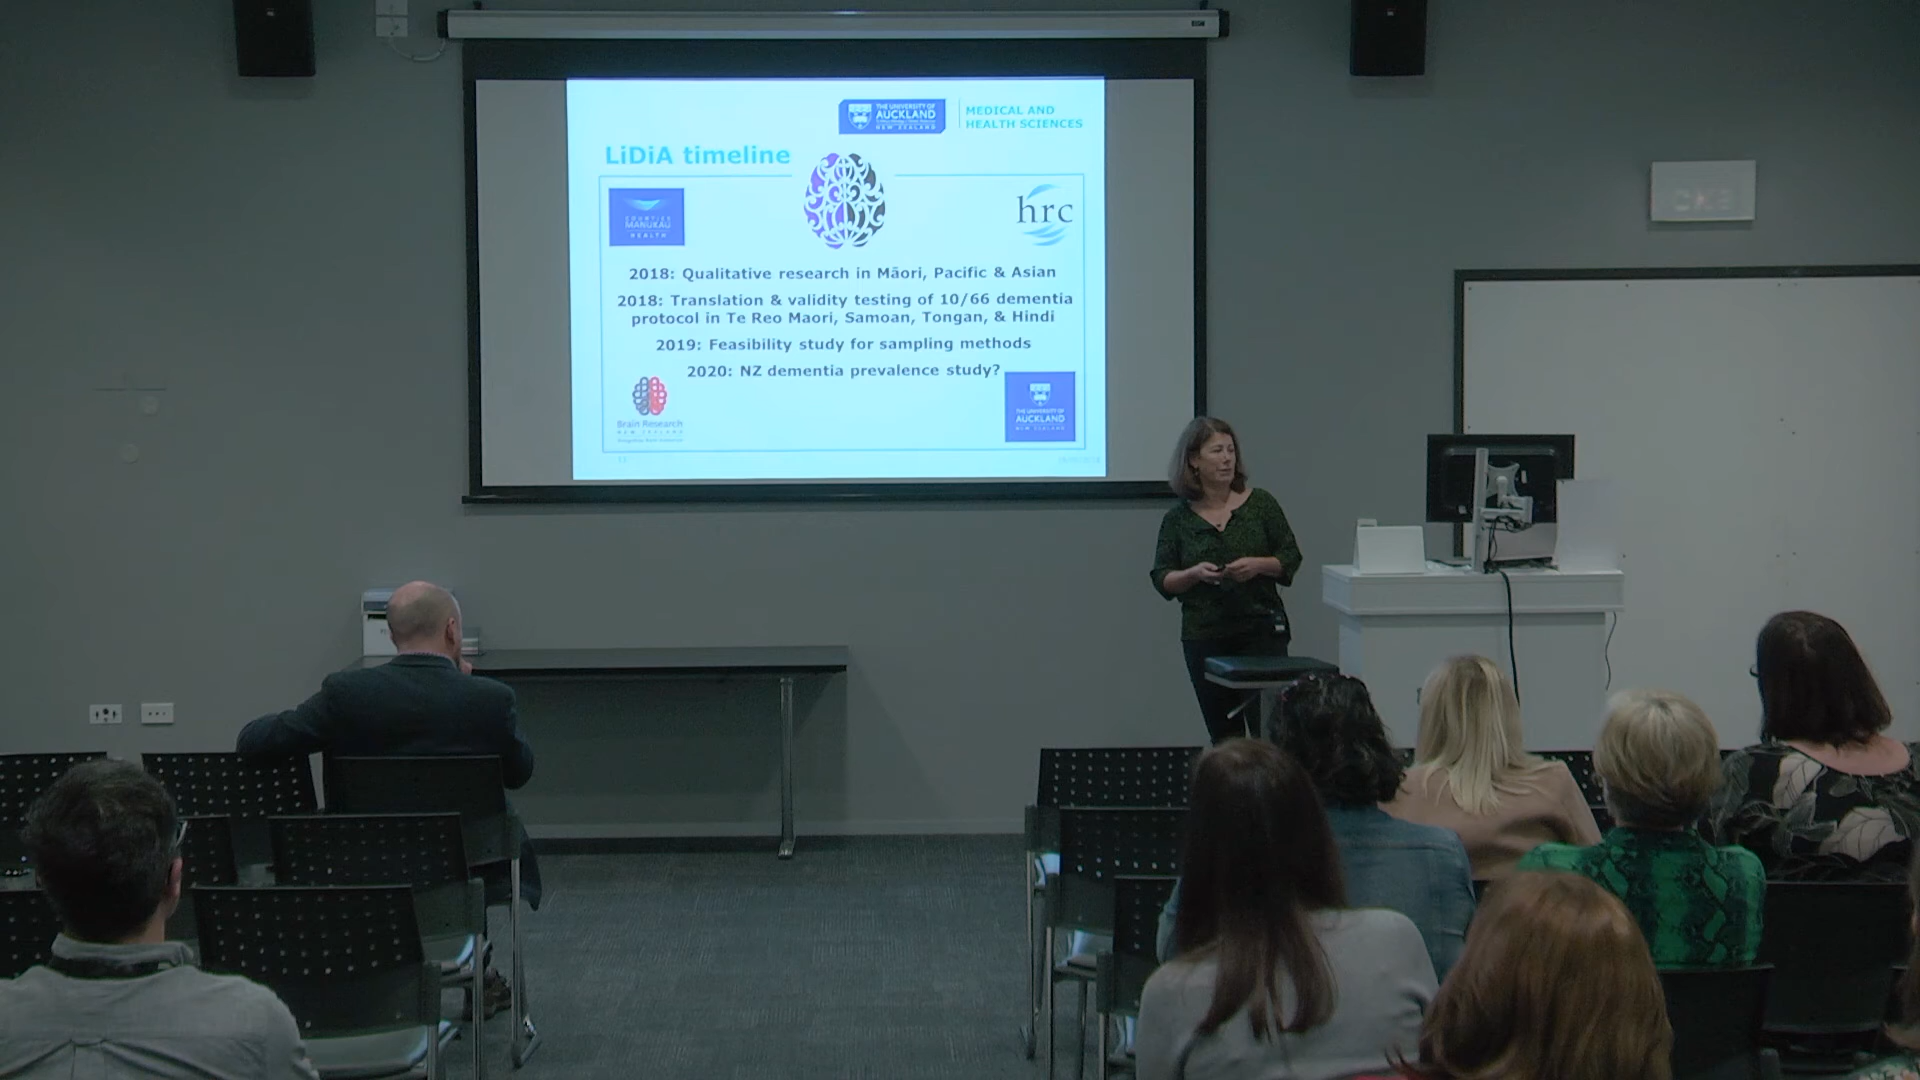 THE UNIVERSITY OF
AUCKLAND
NEW ZEALAND
MEDICAL AND
HEALTH SCIENCES
LiDiA timeline
COUNTIES
MANUKAU
HEALTH
hrc
2018: Qualitative research in Māori, Pacific & Asian
2018: Translation & validity testing of 10/66 dementia
protocol in Te Reo Maori, Samoan, Tongan, & Hindi
2019: Feasibility study for sampling methods
2020: NZ dementia prevalence study?
Brain Research
NEW ZEALAND
THE UNIVERSITY OF
AUCKLAND
NEW ZEALAND